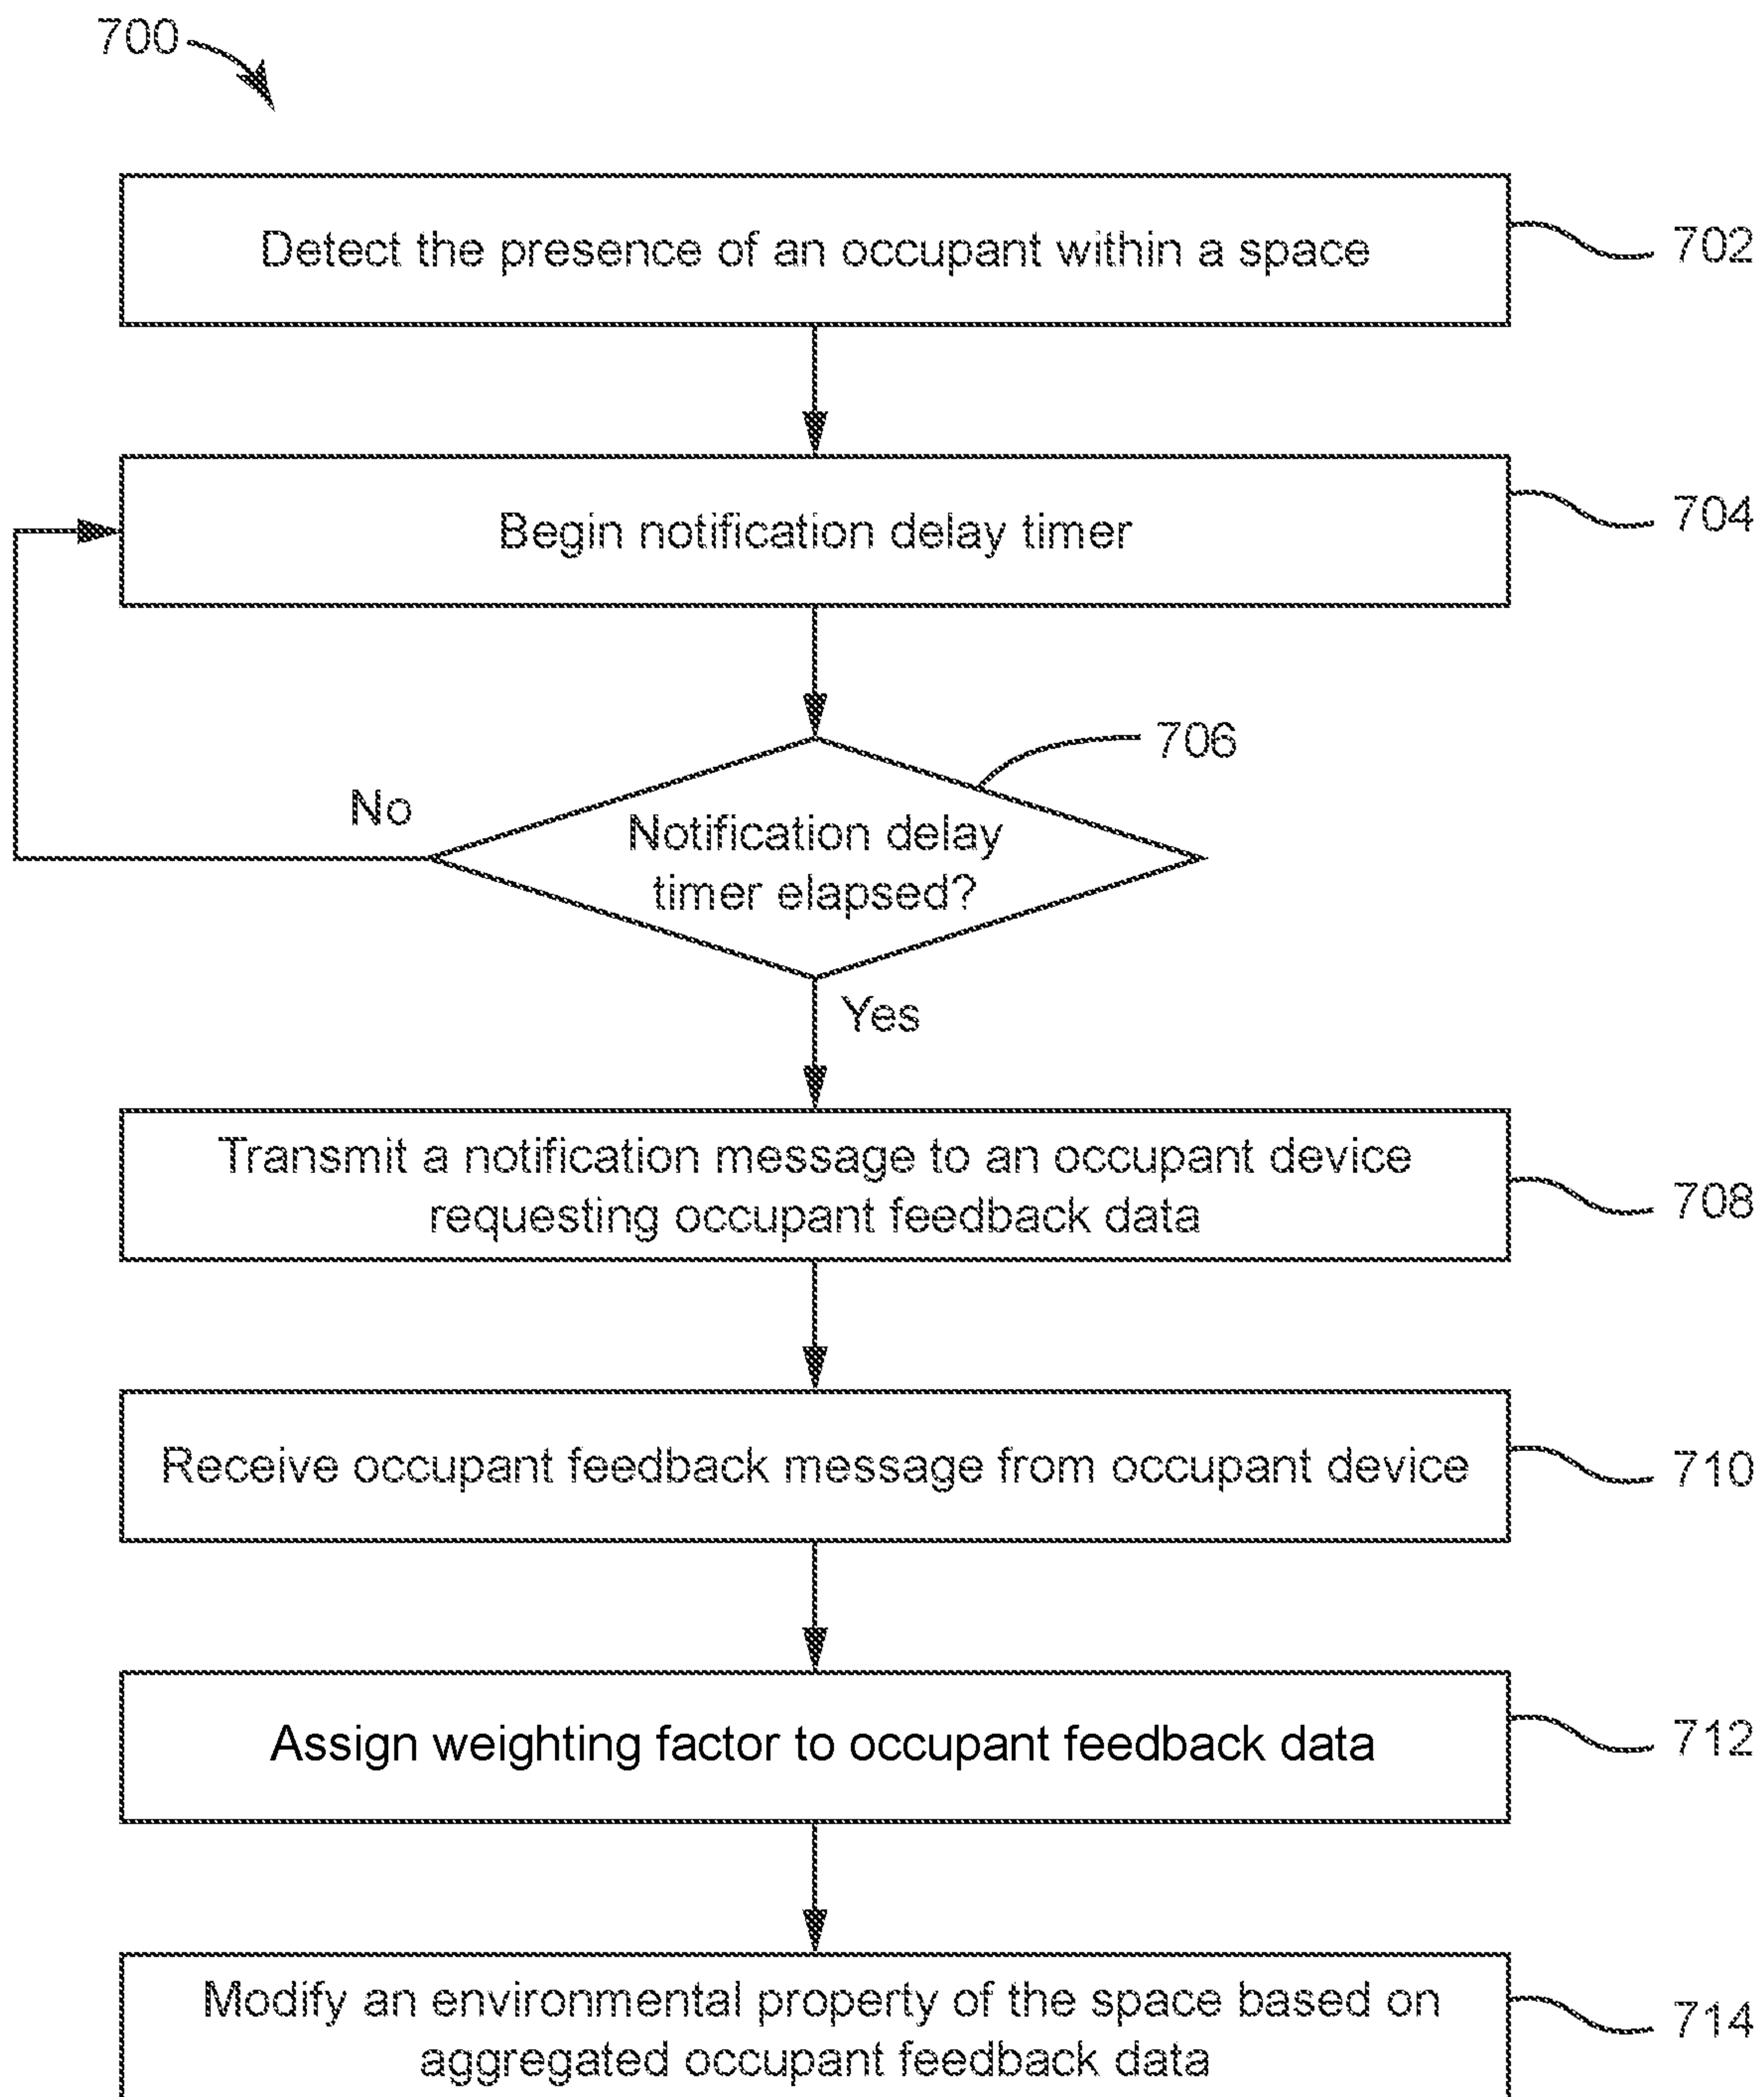 700
Detect the presence of an occupant within a space
702
Begin notification delay timer
704
706
No
Notification delay
timer elapsed?
Yes
Transmit a notification message to an occupant device
requesting occupant feedback data
708
Receive occupant feedback message from occupant device
710
Assign weighting factor to occupant feedback data
712
Modify an environmental property of the space based on
aggregated occupant feedback data
714